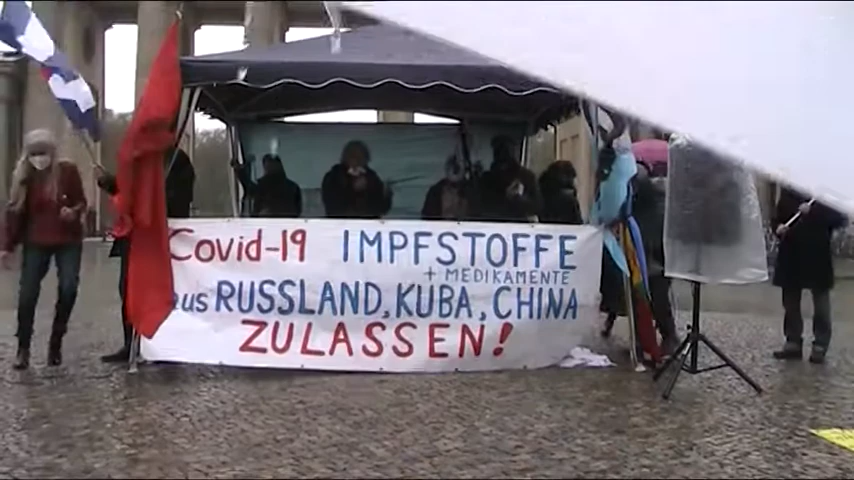 Covid-19 IMPFSTOFFE
+ MEDIKAMENTE
aus RUSSLAND, KUBA, CHINA
ZULASSEN!